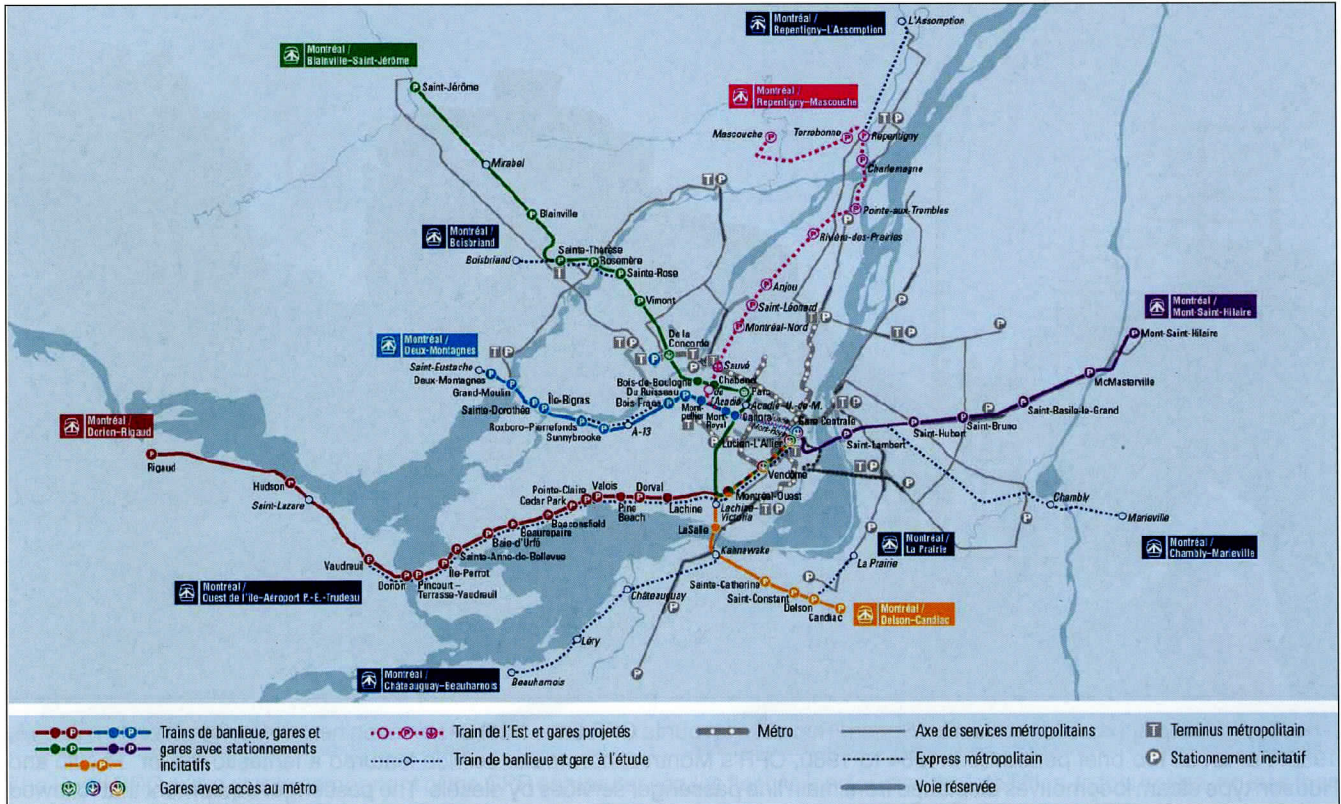 Montréal /
Repentigny–L'Assomption
L'Assomption
Montréal /
Blainville–Saint-Jérôme
Saint-Jérôme
Montréal /
Repentigny–Mascouche
Mascouche
Terrebonne
Repentigny
Charlemagne
Mirabel
Blainville
Pointe-aux-Trembles
Rivière-des-Prairies
Montréal /
Boisbriand
Boisbriand
Sainte-Thérèse
Rosemère
Sainte-Rose
Vimont
Anjou
Saint-Léonard
Montréal-Nord
Montréal /
Mont-Saint-Hilaire
Mont-Saint-Hilaire
De la
Concorde
Montréal /
Deux-Montagnes
Saint-Eustache
Deux-Montagnes
Grand-Moulin
Sauvé
Bois-de-Boulogne
Chabanel
Parc
Du Ruisseau
Bois-Franc
Île-Bigras
Sainte-Dorothée
Roxboro-Pierrefonds
Sunnybrooke
A-13
Mont-
Royal
Canora
Acadie
Acadie-U.-de-M.
Gare Centrale
Lucien-L'Allier
McMasterville
Saint-Basile-le-Grand
Saint-Bruno
Saint-Hubert
Saint-Lambert
Montréal /
Dorion-Rigaud
Rigaud
Hudson
Saint-Lazare
Vaudreuil
Dorion
Pincourt –
Terrasse-Vaudreuil
Île-Perrot
Sainte-Anne-de-Bellevue
Baie-d'Urfé
Beaurepaire
Beaconsfield
Cedar Park
Pointe-Claire
Valois
Pine
Beach
Dorval
Lachine
Vendôme
Montréal-Ouest
Lachine-
Victoria
LaSalle
Kahnawake
Sainte-Catherine
Saint-Constant
Delson
Candiac
Montréal /
Delson-Candiac
Châteauguay
Léry
Beauharnois
Montréal /
Châteauguay-Beauharnois
Montréal /
Ouest de l'île-Aéroport P.-E.-Trudeau
Montréal /
La Prairie
La Prairie
Chambly
Marieville
Montréal /
Chambly-Marieville
Trains de banlieue, gares et
gares avec stationnements
incitatifs
Gares avec accès au métro
Train de l'Est et gares projetés
Train de banlieue et gare à l'étude
Métro
Axe de services métropolitains
Express métropolitain
Voie réservée
T Terminus métropolitain
P Stationnement incitatif